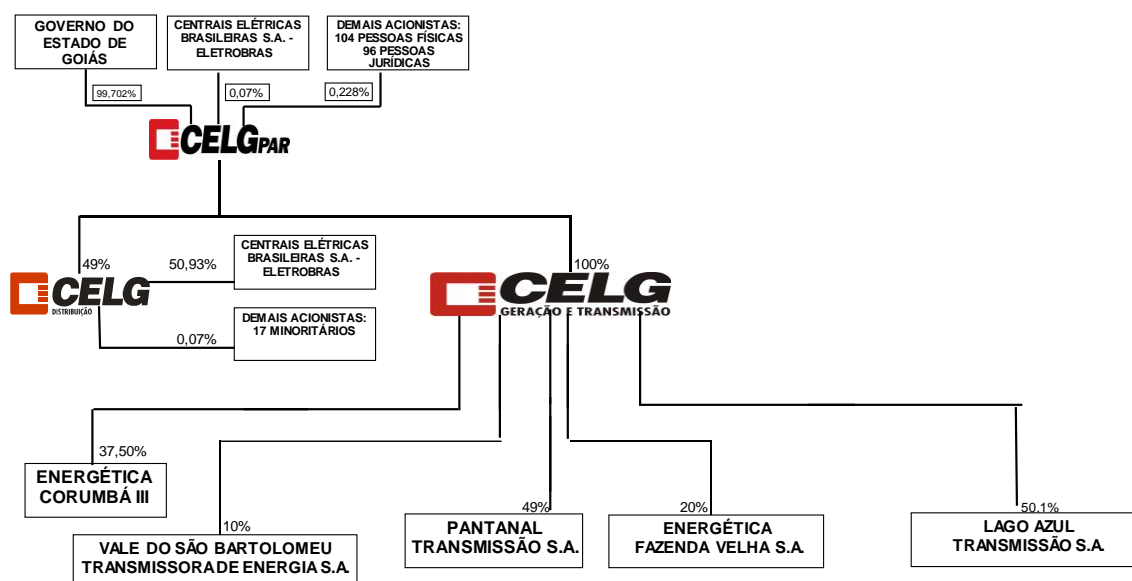 GOVERNO DO
ESTADO DE
GOIÁS
CENTRAIS ELÉTRICAS
BRASILEIRAS S.A. -
ELETROBRAS
DEMAIS ACIONISTAS:
104 PESSOAS FÍSICAS
96 PESSOAS
JURÍDICAS
99,702%
0,07%
0,228%
CELGPAR
49%
50,93%
CENTRAIS ELÉTRICAS
BRASILEIRAS S.A. -
ELETROBRAS
100%
CELG
DISTRIBUIÇÃO
CELG
GERAÇÃO E TRANSMISSÃO
DEMAIS ACIONISTAS:
17 MINORITÁRIOS
0,07%
37,50%
ENERGÉTICA
CORUMBÁ III
10%
VALE DO SÃO BARTOLOMEU
TRANSMISSORA DE ENERGIA S.A.
49%
PANTANAL
TRANSMISSÃO S.A.
20%
ENERGÉTICA
FAZENDA VELHA S.A.
50,1%
LAGO AZUL
TRANSMISSÃO S.A.